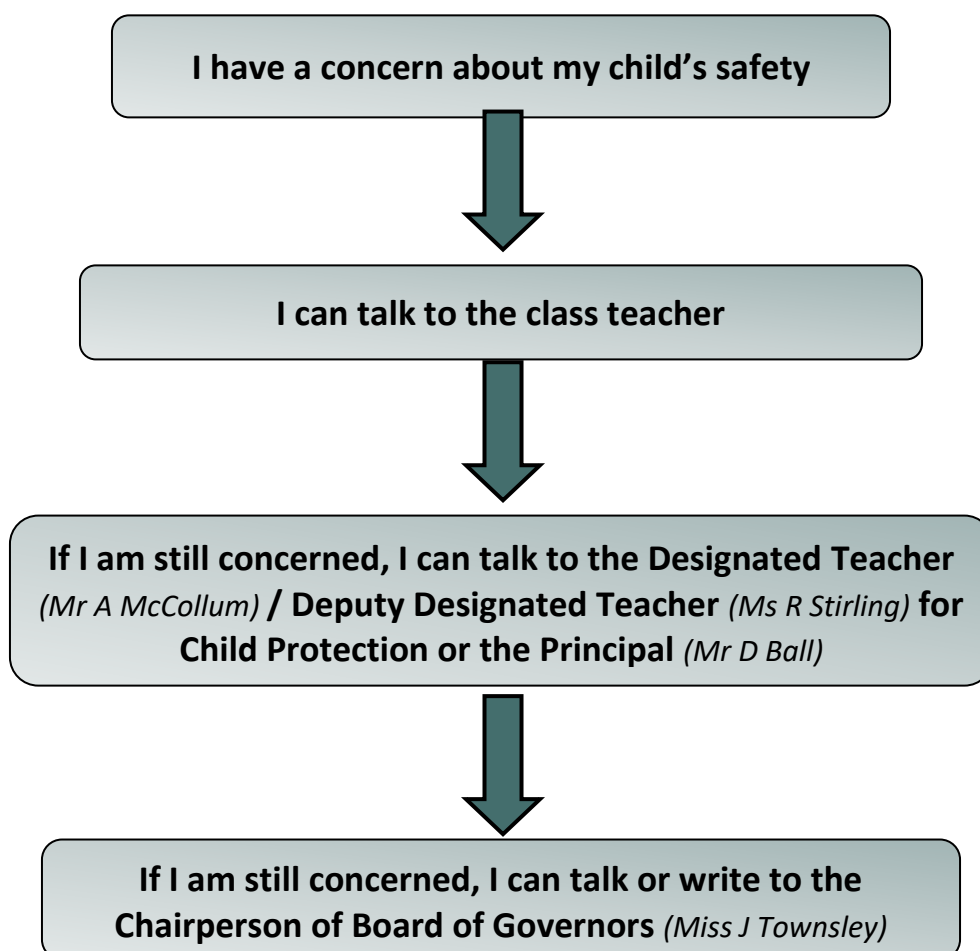 I have a concern about my child’s safety
I can talk to the class teacher
If I am still concerned, I can talk to the Designated Teacher
(Mr A McCollum) / Deputy Designated Teacher (Ms R Stirling) for
Child Protection or the Principal (Mr D Ball)
If I am still concerned, I can talk or write to the
Chairperson of Board of Governors (Miss J Townsley)